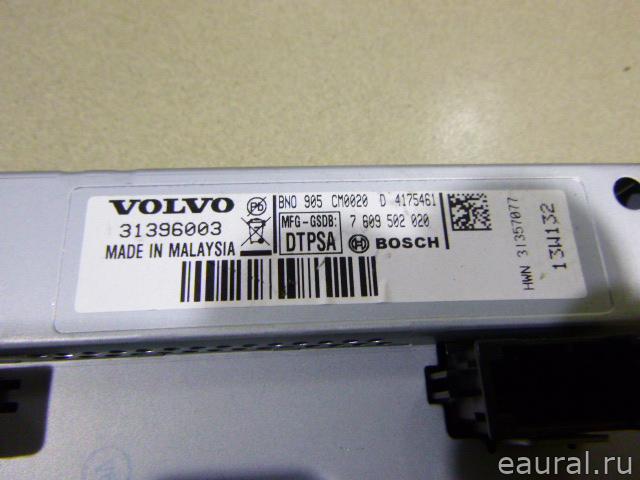 VOLVO
31396003
MADE IN MALAYSIA
Pb
BNO 905 CM0020 D 4175461
MFG-GSDB: 7 609 502 020
DTPSA BOSCH
HWN 31357077
13W132
eaural.ru